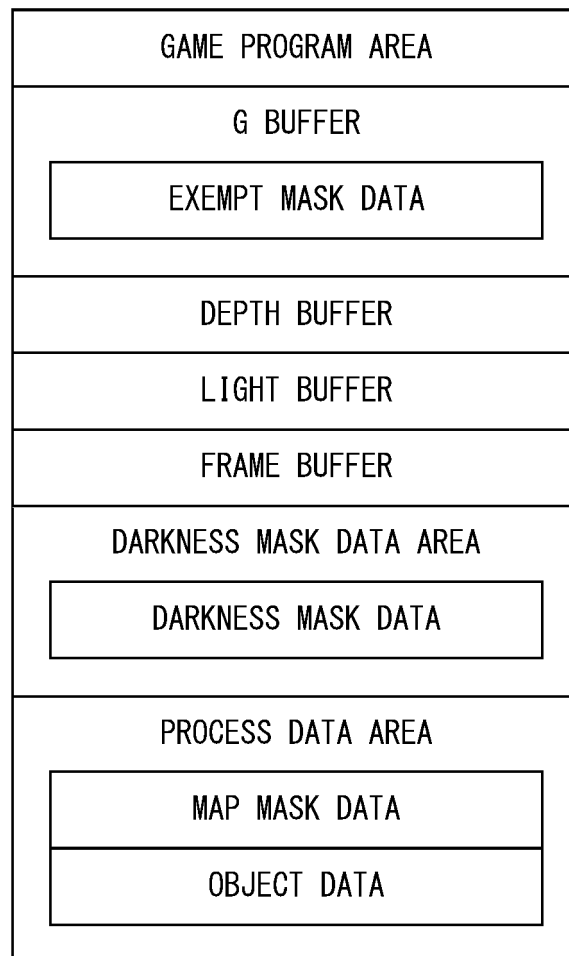 GAME PROGRAM AREA
G BUFFER
EXEMPT MASK DATA
DEPTH BUFFER
LIGHT BUFFER
FRAME BUFFER
DARKNESS MASK DATA AREA
DARKNESS MASK DATA
PROCESS DATA AREA
MAP MASK DATA
OBJECT DATA